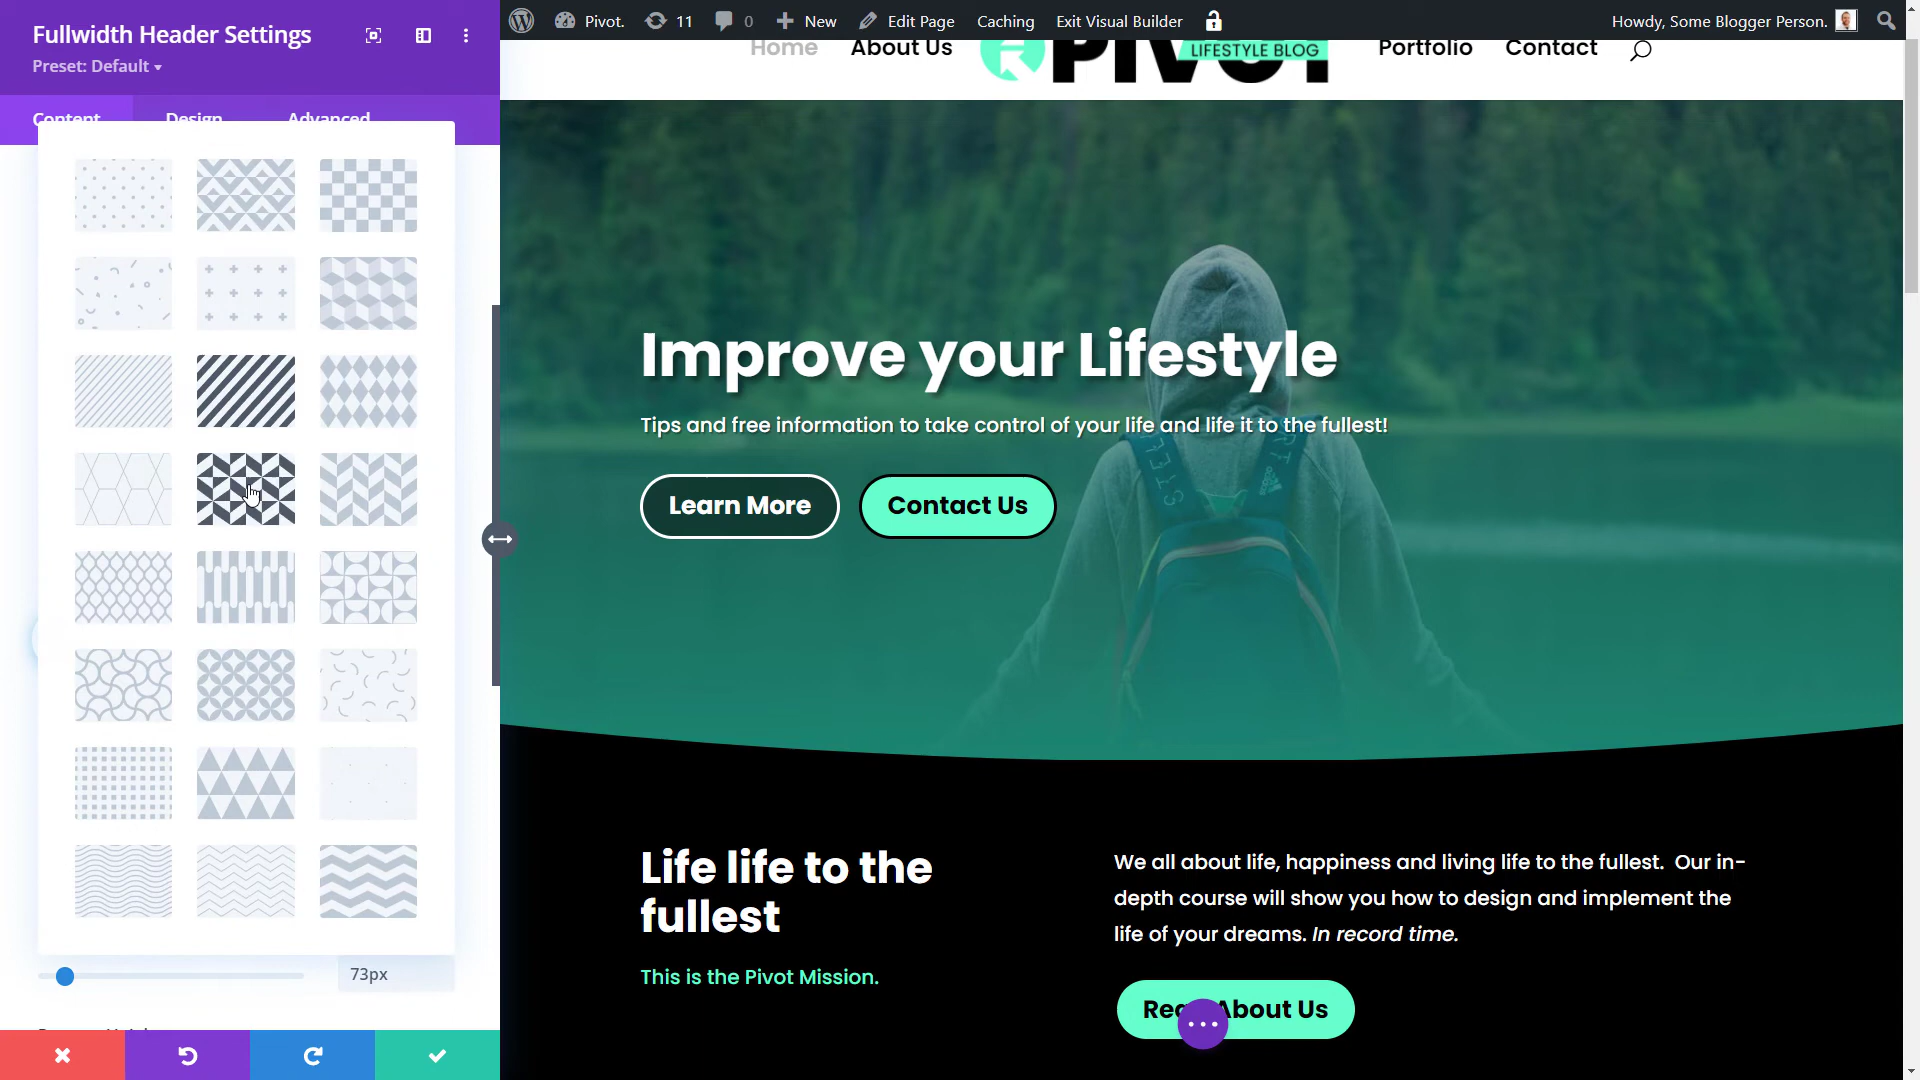 Fullwidth Header Settings
Preset: Default
Content Design Advanced
73px
Pivot. 11 0 New Edit Page Caching Exit Visual Builder
Howdy, Some Blogger Person.
Home About Us PIVOT LIFESTYLE BLOG Portfolio Contact
Improve your Lifestyle
Tips and free information to take control of your life and life it to the fullest!
Learn More Contact Us
Life life to the
fullest
This is the Pivot Mission.
We all about life, happiness and living life to the fullest. Our in-
depth course will show you how to design and implement the
life of your dreams. In record time.
About Us